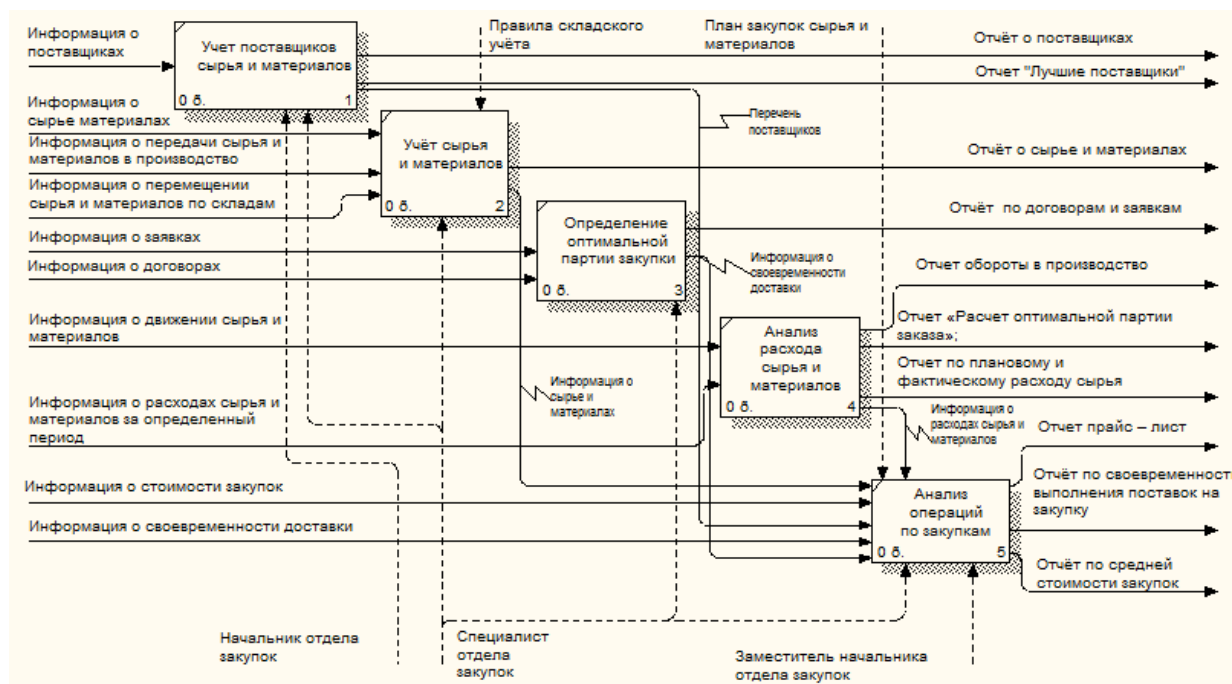 Информация о
поставщиках
Учет поставщиков
сырья и материалов
0 б.
1
Правила складского
учёта
План закупок сырья и
материалов
Отчёт о поставщиках
Отчет "Лучшие поставщики"
Информация о
сырье материалах
Информация о передачи сырья и
материалов в производство
Информация о перемещении
сырья и материалов по складам
Учёт сырья
и материалов
0 б.
2
Перечень
поставщиков
Отчёт о сырье и материалах
Информация о заявках
Информация о договорах
Определение
оптимальной
партии закупки
0 б.
3
Отчёт по договорам и заявкам
Информация о
своевременности
доставки
Отчет обороты в производство
Информация о движении сырья и
материалов
Анализ
расхода
сырья и
материалов
0 б.
4
Отчет «Расчет оптимальной партии
заказа»;
Отчет по плановому и
фактическому расходу сырья
Информация о
сырье и
материалах
Информация о расходах сырья и
материалов за определенный
период
Информация о
расходах сырья и
материалов
Отчет прайс – лист
Информация о стоимости закупок
Информация о своевременности доставки
Анализ
операций
по закупкам
0 б.
5
Отчёт по своевременность
выполнения поставок на
закупку
Отчёт по средней
стоимости закупок
Начальник отдела
закупок
Специалист
отдела
закупок
Заместитель начальника
отдела закупок